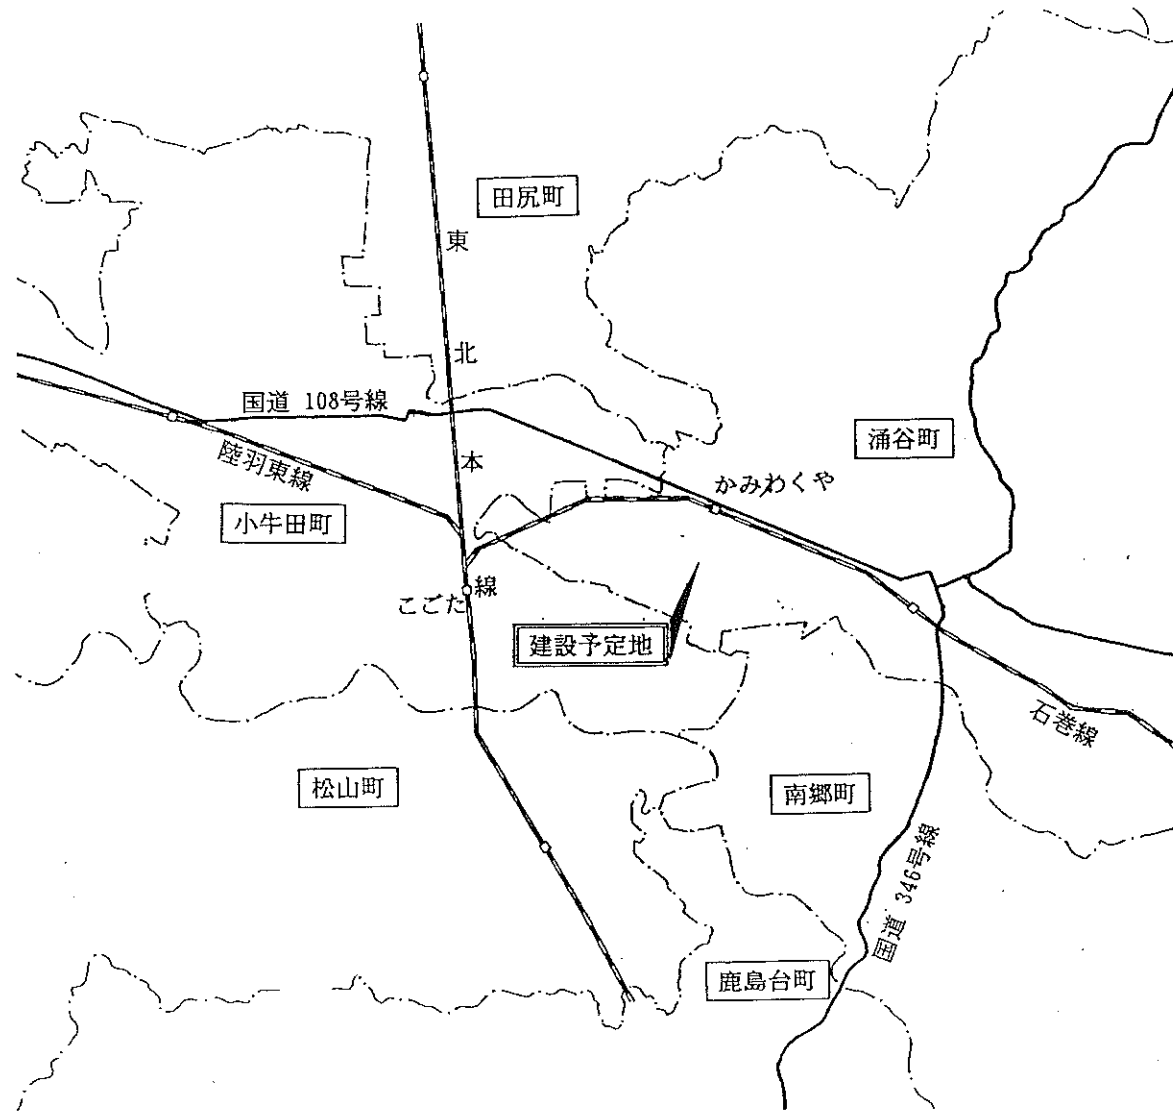 田尻町
東北本線
国道 108号線
涌谷町
陸羽東線
かみわくや
小牛田町
こごた
建設予定地
石巻線
松山町
南郷町
国道 346号線
鹿島台町